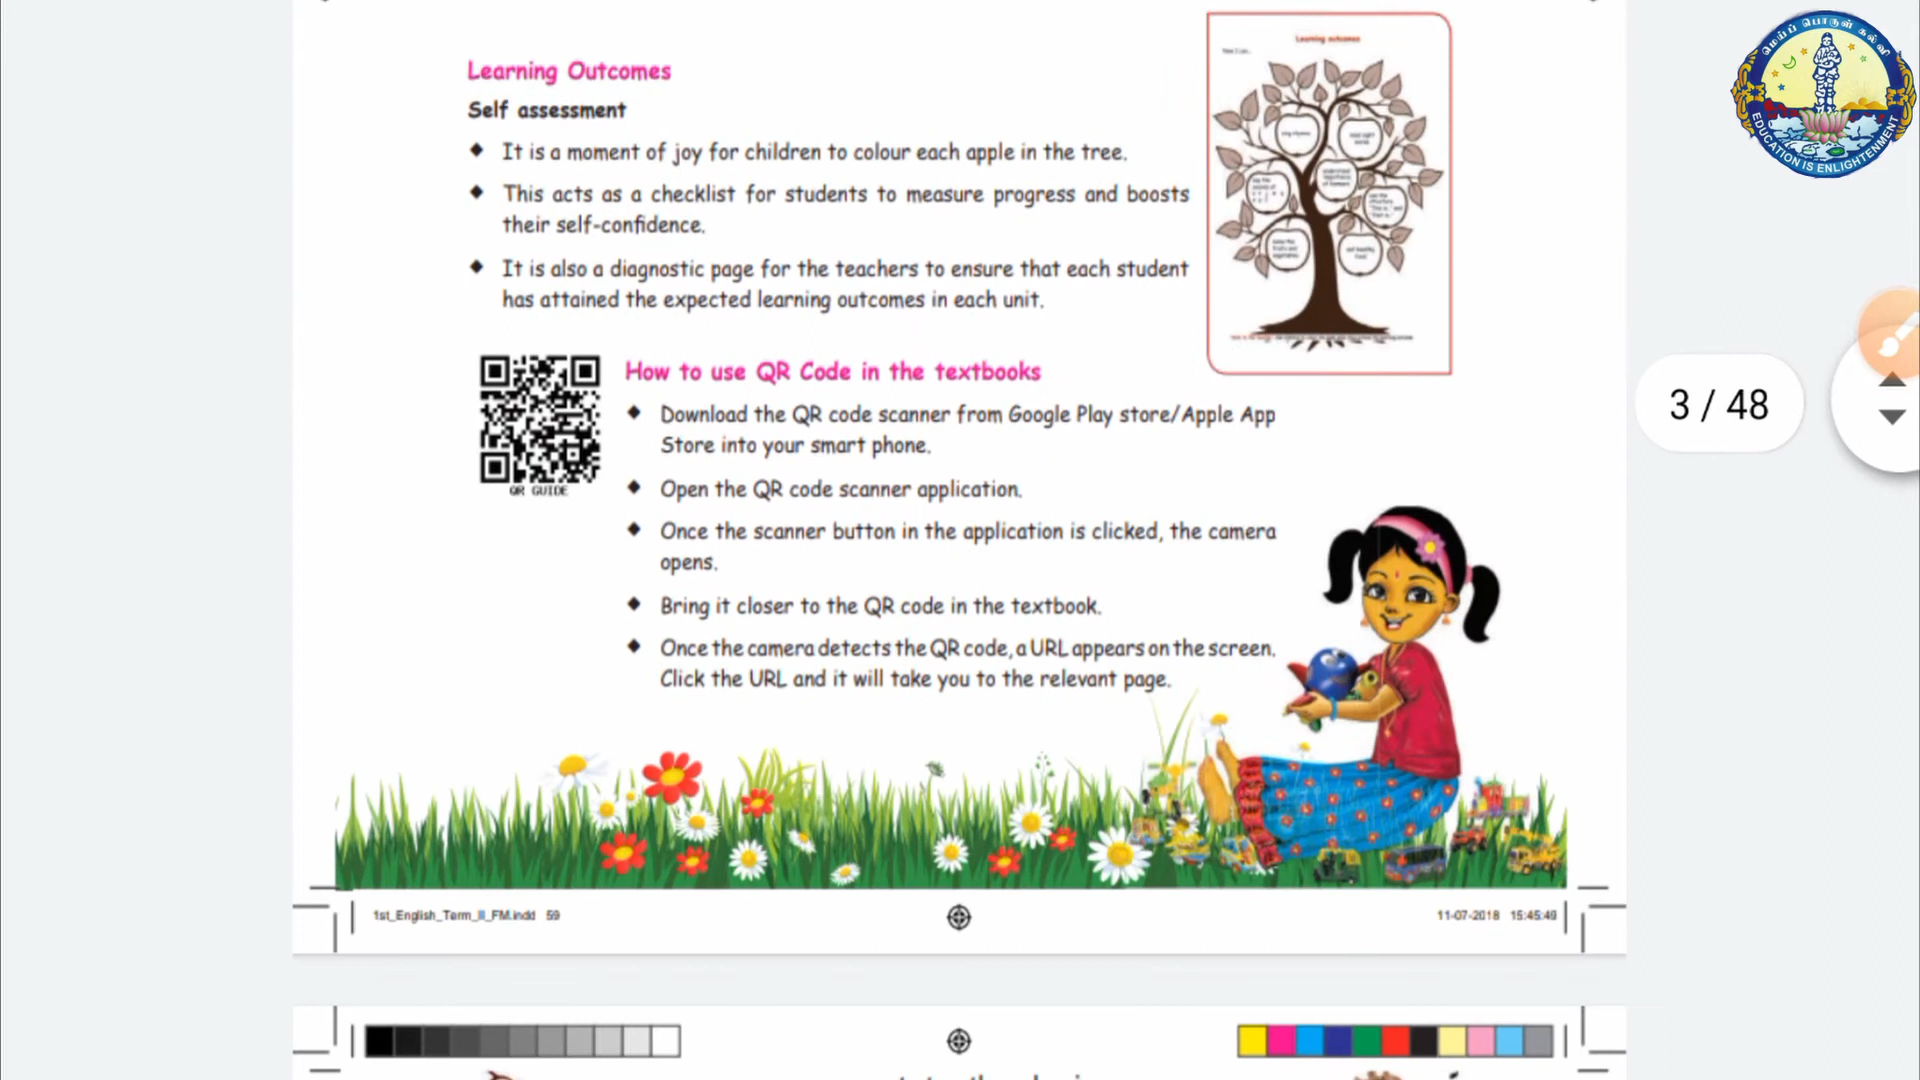 Learning Outcomes
Self assessment
◆ It is a moment of joy for children to colour each apple in the tree.
◆ This acts as a checklist for students to measure progress and boosts
their self-confidence.
◆ It is also a diagnostic page for the teachers to ensure that each student
has attained the expected learning outcomes in each unit.
Learning outcomes
QR GUIDE
How to use QR Code in the textbooks
◆ Download the QR code scanner from Google Play store/Apple App
Store into your smart phone.
◆ Open the QR code scanner application.
◆ Once the scanner button in the application is clicked, the camera
opens.
◆ Bring it closer to the QR code in the textbook.
◆ Once the camera detects the QR code, a URL appears on the screen.
Click the URL and it will take you to the relevant page.
1st_English_Term_II_FM.indd 59
11-07-2018 15:45:49
3 / 48
மெய்ப் பொருள் கல்வி
EDUCATION IS ENLIGHTENMENT